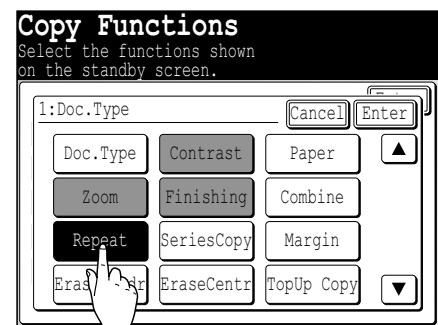 Copy Functions
Select the functions shown
on the standby screen.
1:Doc.Type Cancel Enter
Doc.Type Contrast Paper
Zoom Finishing Combine
Repeat SeriesCopy Margin
EraseCentr TopUp Copy